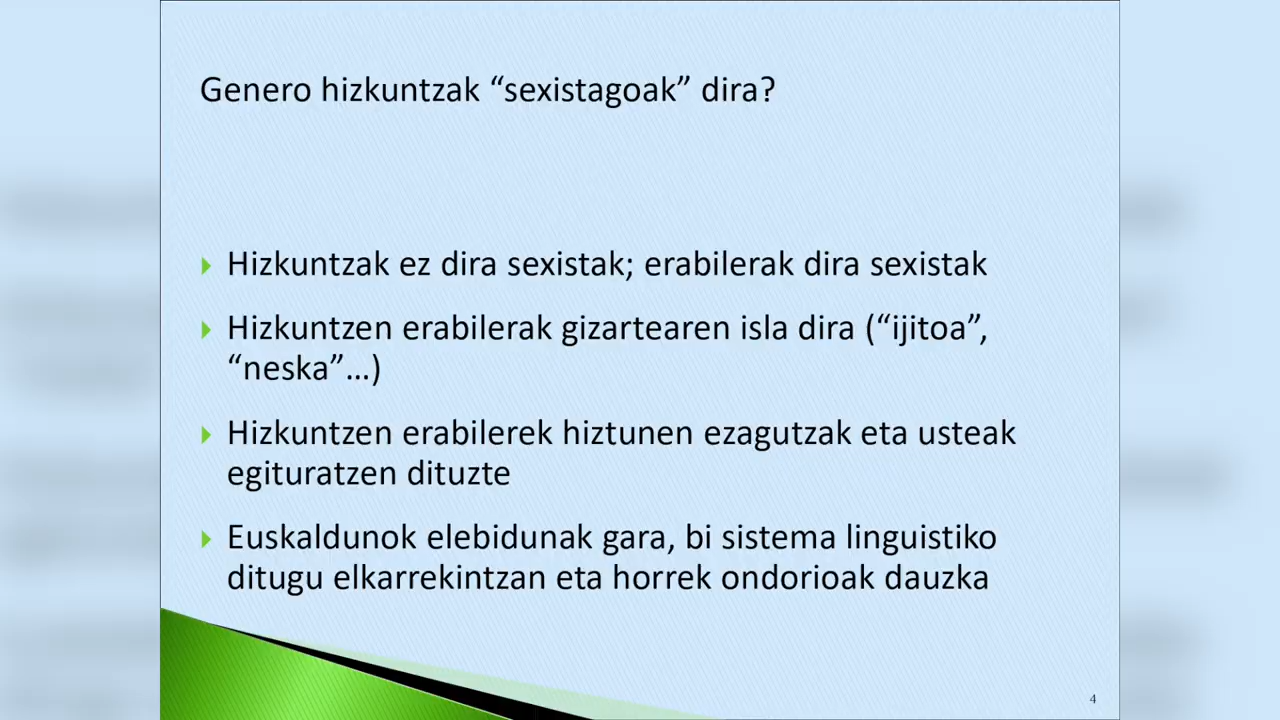 Genero hizkuntzak “sexistagoak” dira?
Hizkuntzak ez dira sexistak; erabilerak dira sexistak
Hizkuntzen erabilerak gizartearen isla dira (“ijitoa”,
“neska”…)
Hizkuntzen erabilerek hiztunen ezagutzak eta usteak
egituratzen dituzte
Euskaldunok elebidunak gara, bi sistema linguistiko
ditugu elkarrekintzan eta horrek ondorioak dauzka
4